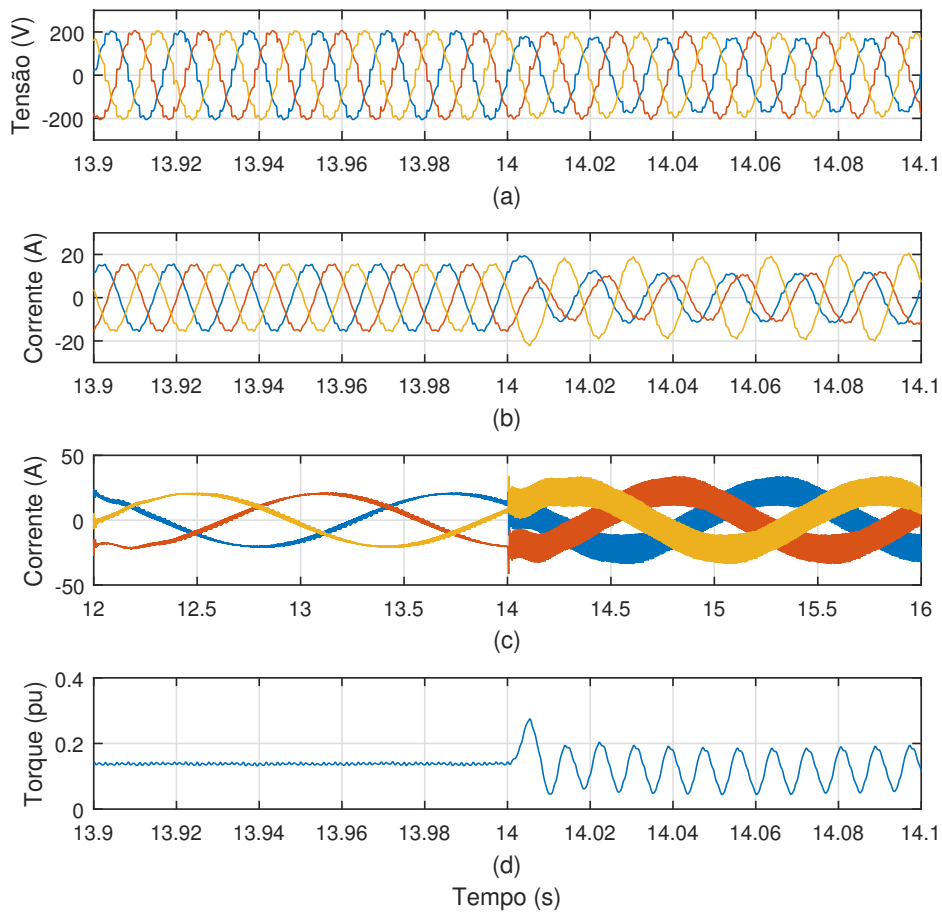 Tensão (V)
200
0
-200
13.9 13.92 13.94 13.96 13.98 14 14.02 14.04 14.06 14.08 14.1
(a)
Corrente (A)
20
0
-20
13.9 13.92 13.94 13.96 13.98 14 14.02 14.04 14.06 14.08 14.1
(b)
Corrente (A)
50
0
-50
12 12.5 13 13.5 14 14.5 15 15.5 16
(c)
Torque (pu)
0.4
0.2
0
13.9 13.92 13.94 13.96 13.98 14 14.02 14.04 14.06 14.08 14.1
(d)
Tempo (s)